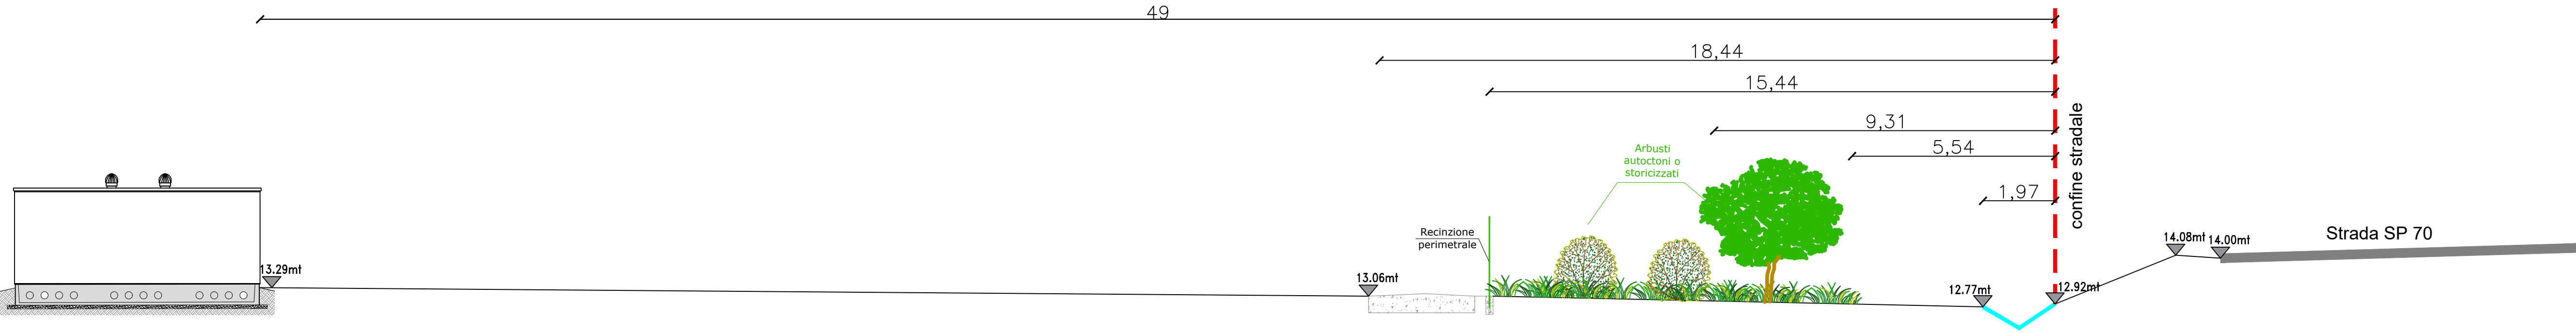 49
18,44
15,44
9,31
5,54
1,97
confine stradale
Arbusti
autoctoni o
storicizzati
Recinzione
perimetrale
Strada SP 70
14.08mt
14.00mt
13.29mt
13.06mt
12.77mt
12.92mt